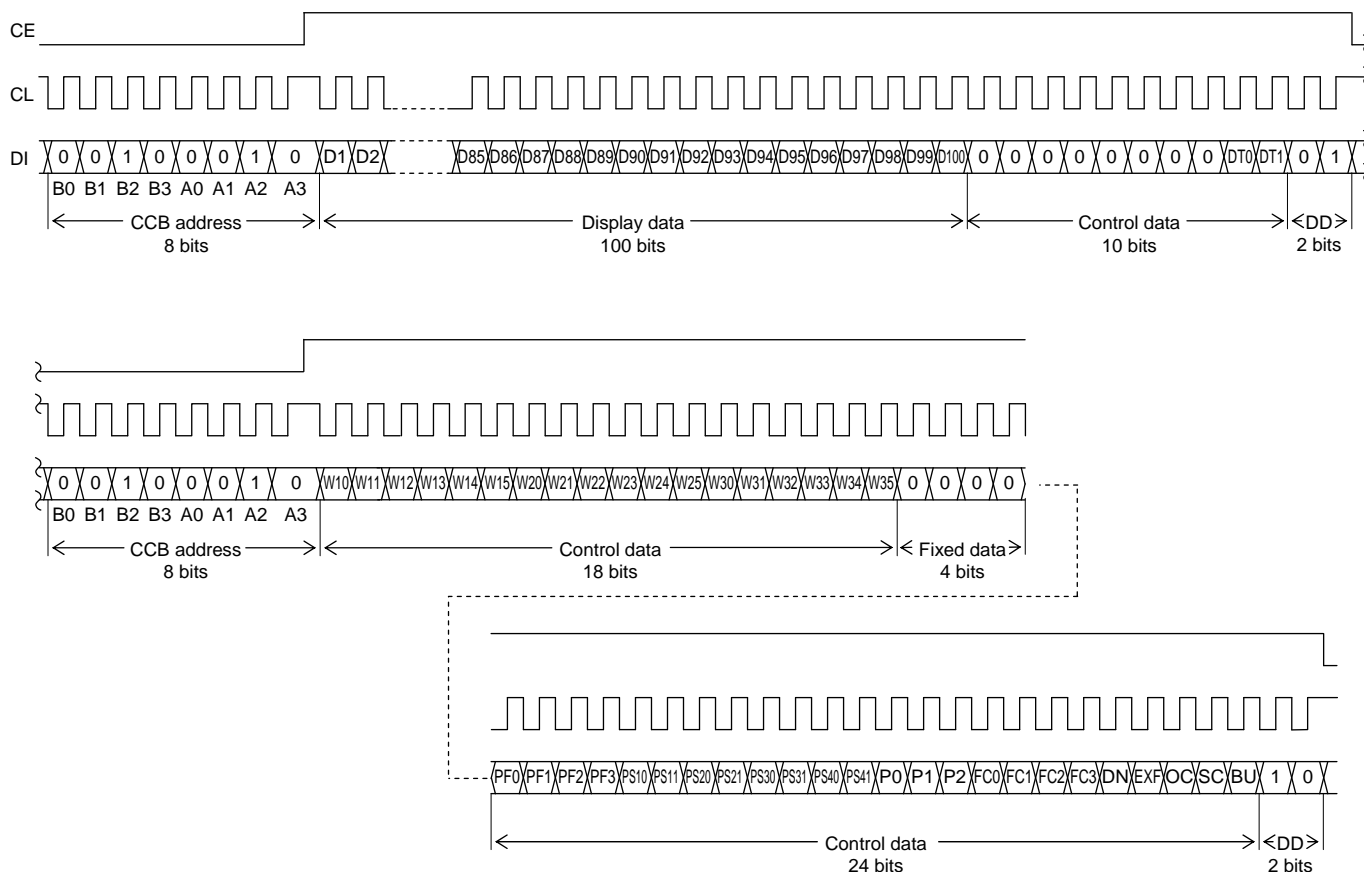 CE
CL
DI 0 0 1 0 0 0 1 0 D1 D2 D85 D86 D87 D88 D89 D90 D91 D92 D93 D94 D95 D96 D97 D98 D99 D100 0 0 0 0 0 0 0 0 DT0 DT1 0 1
B0 B1 B2 B3 A0 A1 A2 A3
CCB address Display data Control data DD
8 bits 100 bits 10 bits 2 bits
0 0 1 0 0 0 1 0 W10 W11 W12 W13 W14 W15 W20 W21 W22 W23 W24 W25 W30 W31 W32 W33 W34 W35 0 0 0 0
B0 B1 B2 B3 A0 A1 A2 A3
CCB address Control data Fixed data
8 bits 18 bits 4 bits
PF0 PF1 PF2 PF3 PS10 PS11 PS20 PS21 PS30 PS31 PS40 PS41 P0 P1 P2 FC0 FC1 FC2 FC3 DN EXF OC SC BU 1 0
Control data DD
24 bits 2 bits